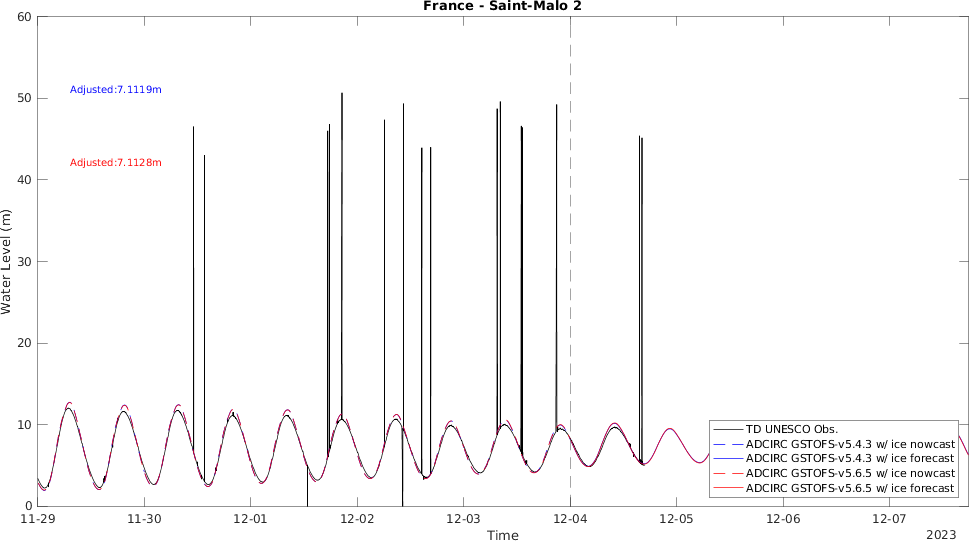 France - Saint-Malo 2
60
50
40
30
20
10
0
Water Level (m)
Adjusted:7.1119m
Adjusted:7.1128m
TD UNESCO Obs.
ADCIRC GSTOFS-v5.4.3 w/ ice nowcast
ADCIRC GSTOFS-v5.4.3 w/ ice forecast
ADCIRC GSTOFS-v5.6.5 w/ ice nowcast
ADCIRC GSTOFS-v5.6.5 w/ ice forecast
11-29 11-30 12-01 12-02 12-03 12-04 12-05 12-06 12-07
Time
2023